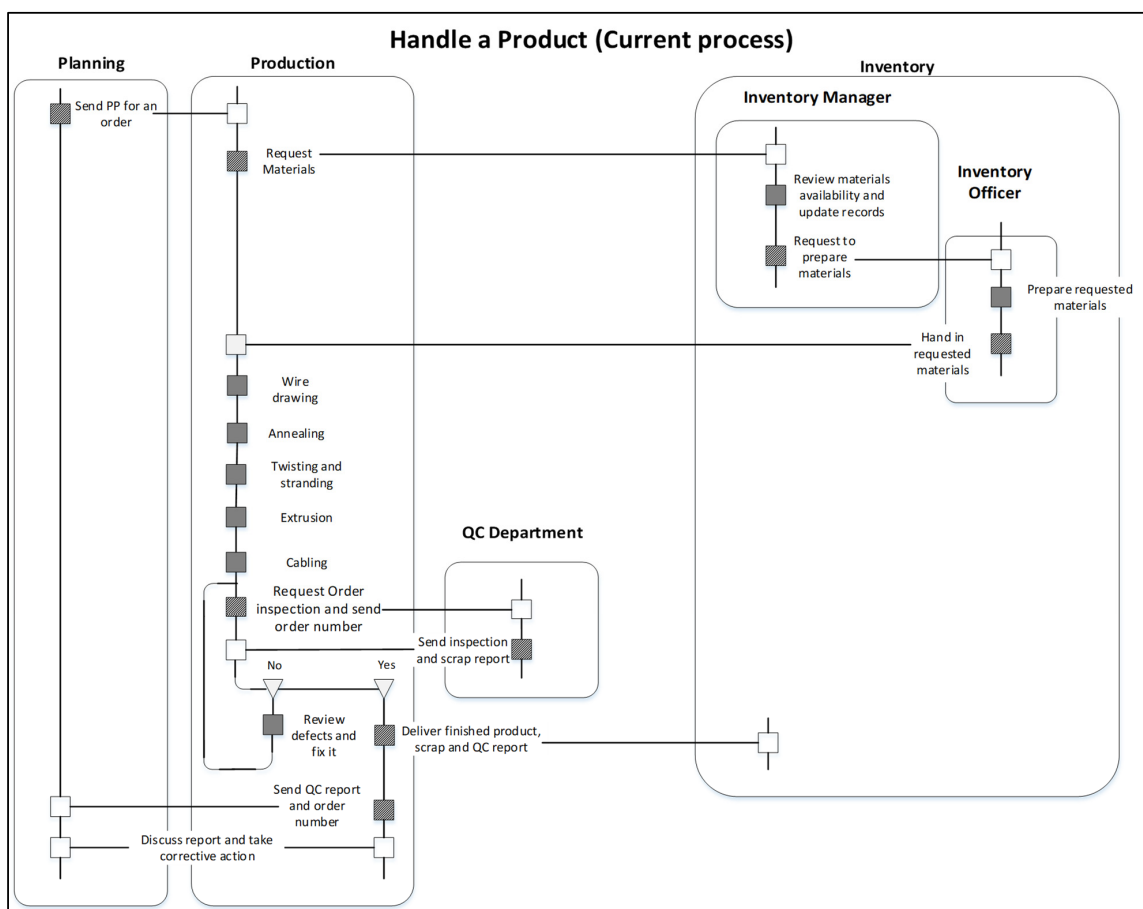 Handle a Product (Current process)
Planning
Production
Inventory
Inventory Manager
Inventory
Officer
Send PP for an
order
Request
Materials
Review materials
availability and
update records
Request to
prepare
materials
Prepare requested
materials
Hand in
requested
materials
Wire
drawing
Annealing
Twisting and
stranding
Extrusion
Cabling
QC Department
Request Order
inspection and send
order number
Send inspection
and scrap report
No
Yes
Review
defects and
fix it
Deliver finished product,
scrap and QC report
Send QC report
and order
number
Discuss report and take
corrective action